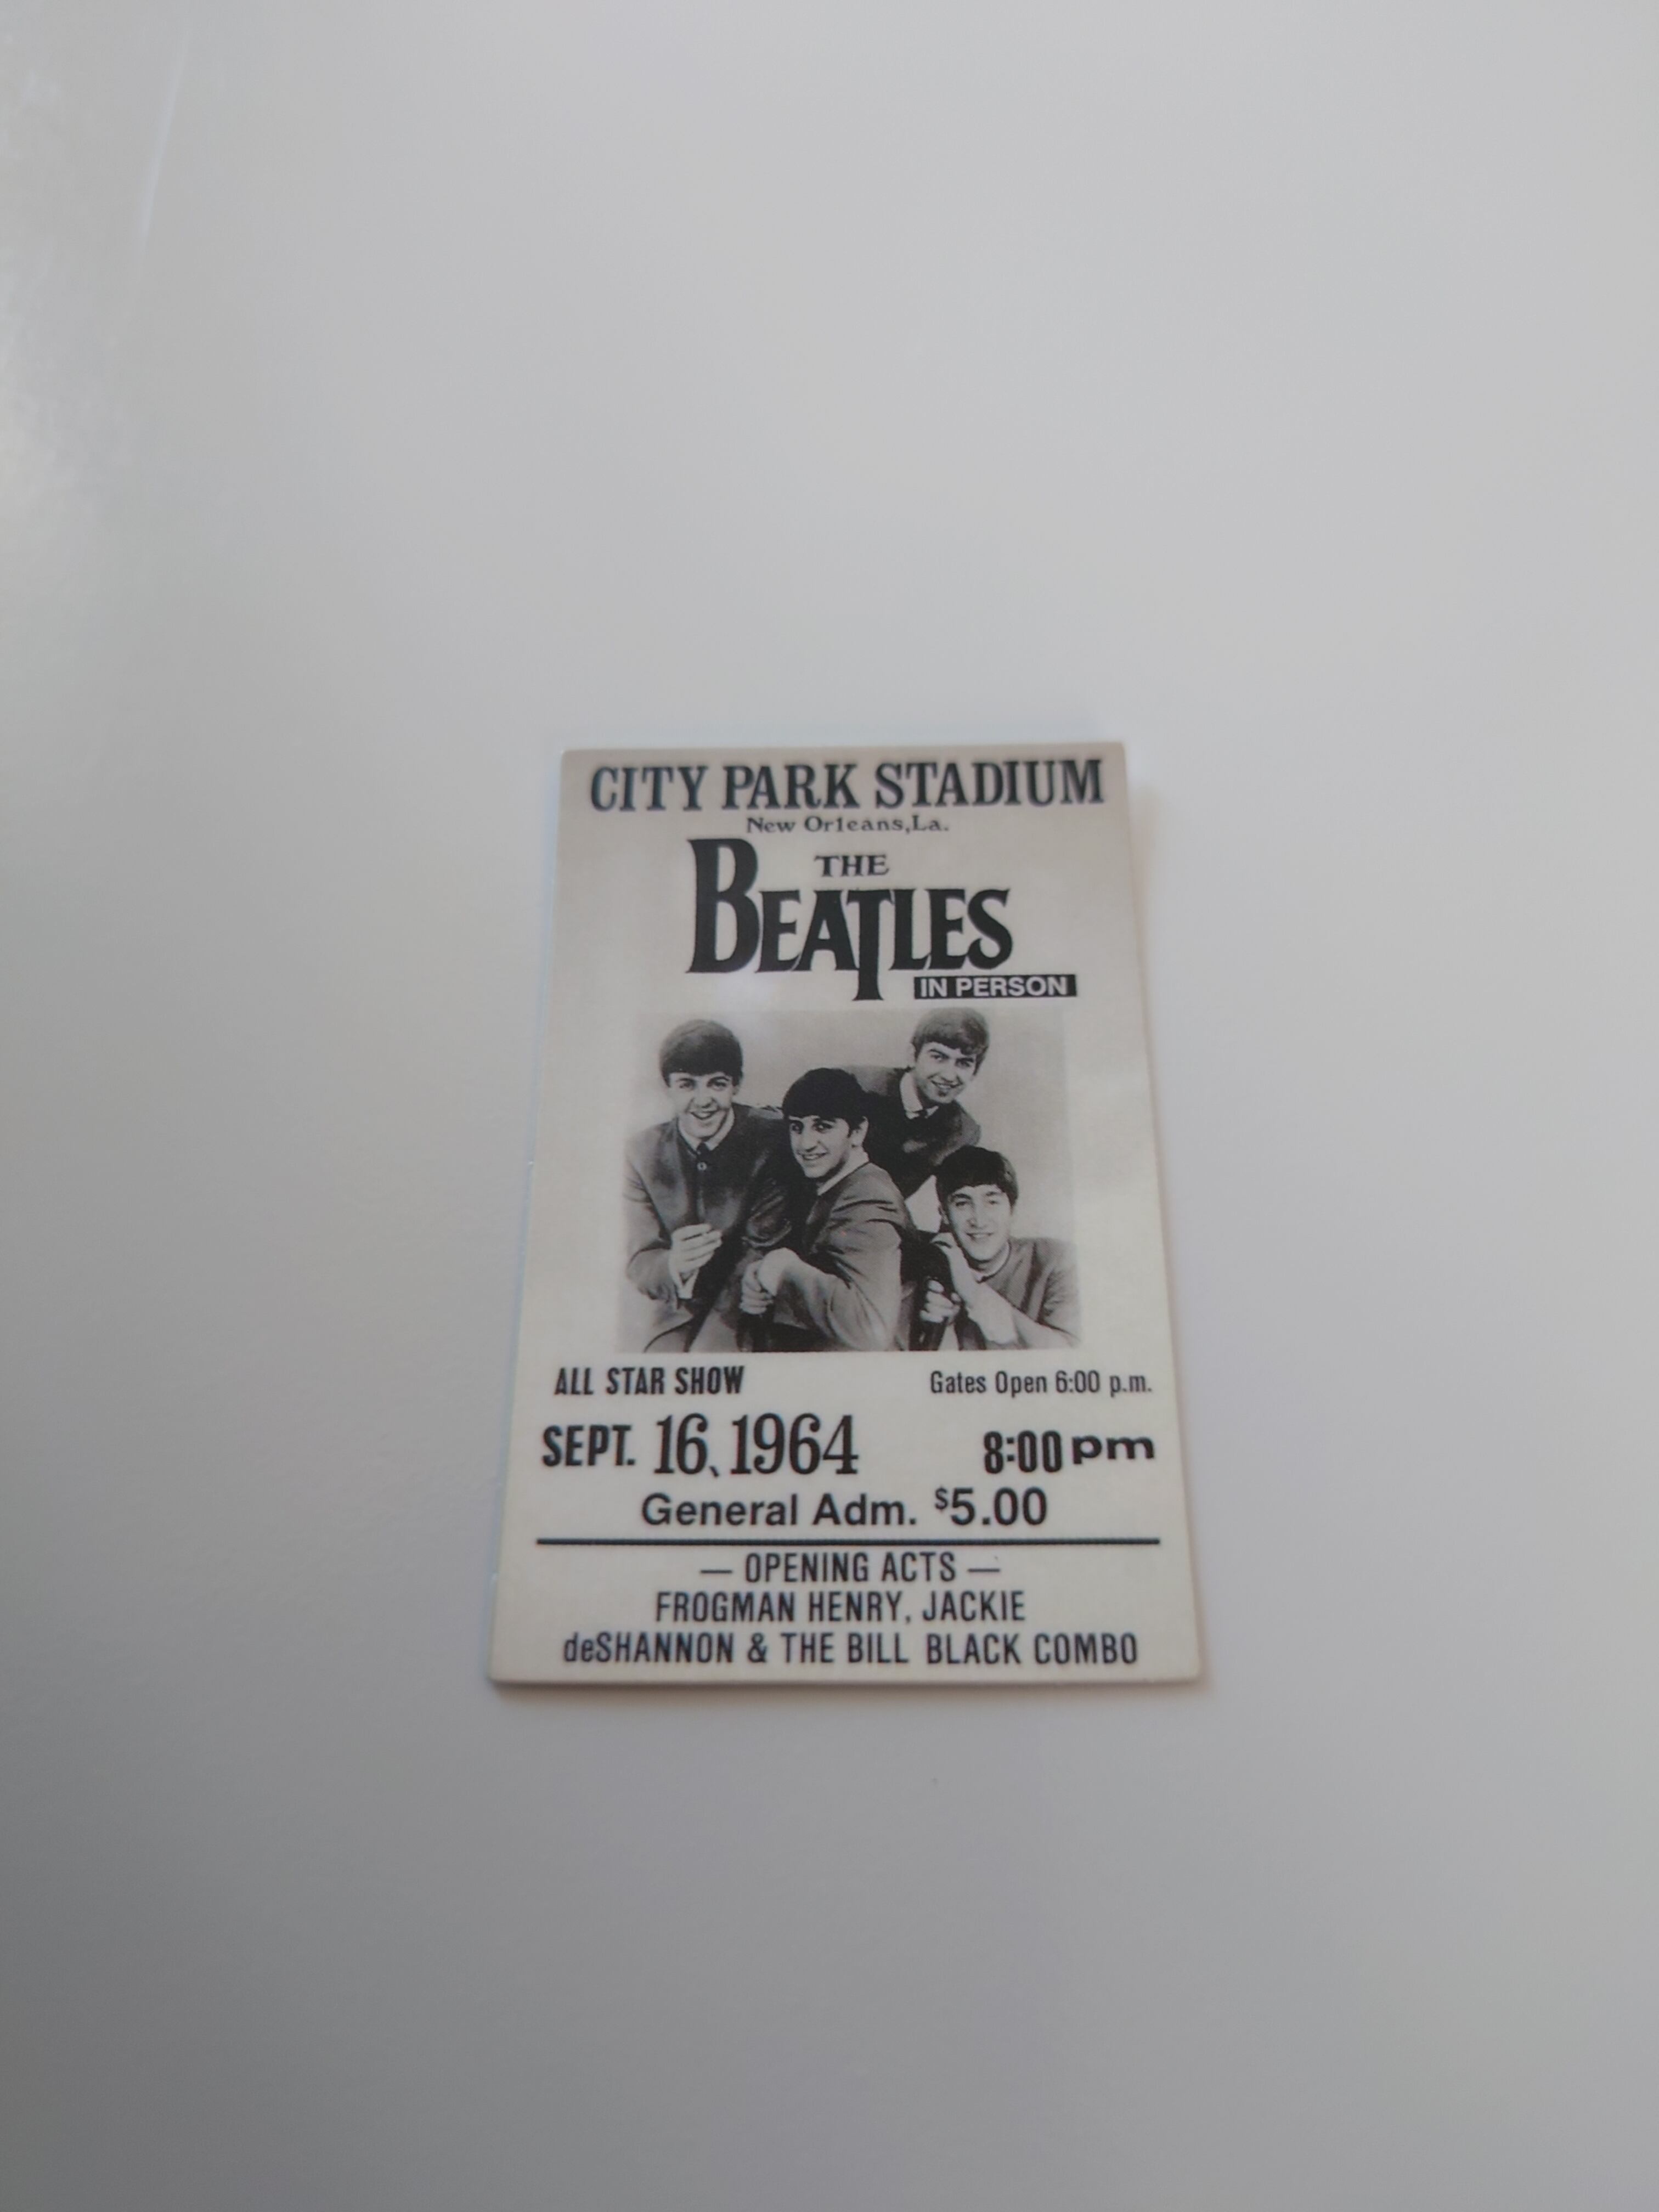 CITY PARK STADIUM
New Orleans,La.
THE
BEATLES
IN PERSON
ALL STAR SHOW
Gates Open 6:00 p.m.
SEPT. 16, 1964
8:00 pm
General Adm. $5.00
— OPENING ACTS —
FROGMAN HENRY, JACKIE
deSHANNON & THE BILL BLACK COMBO